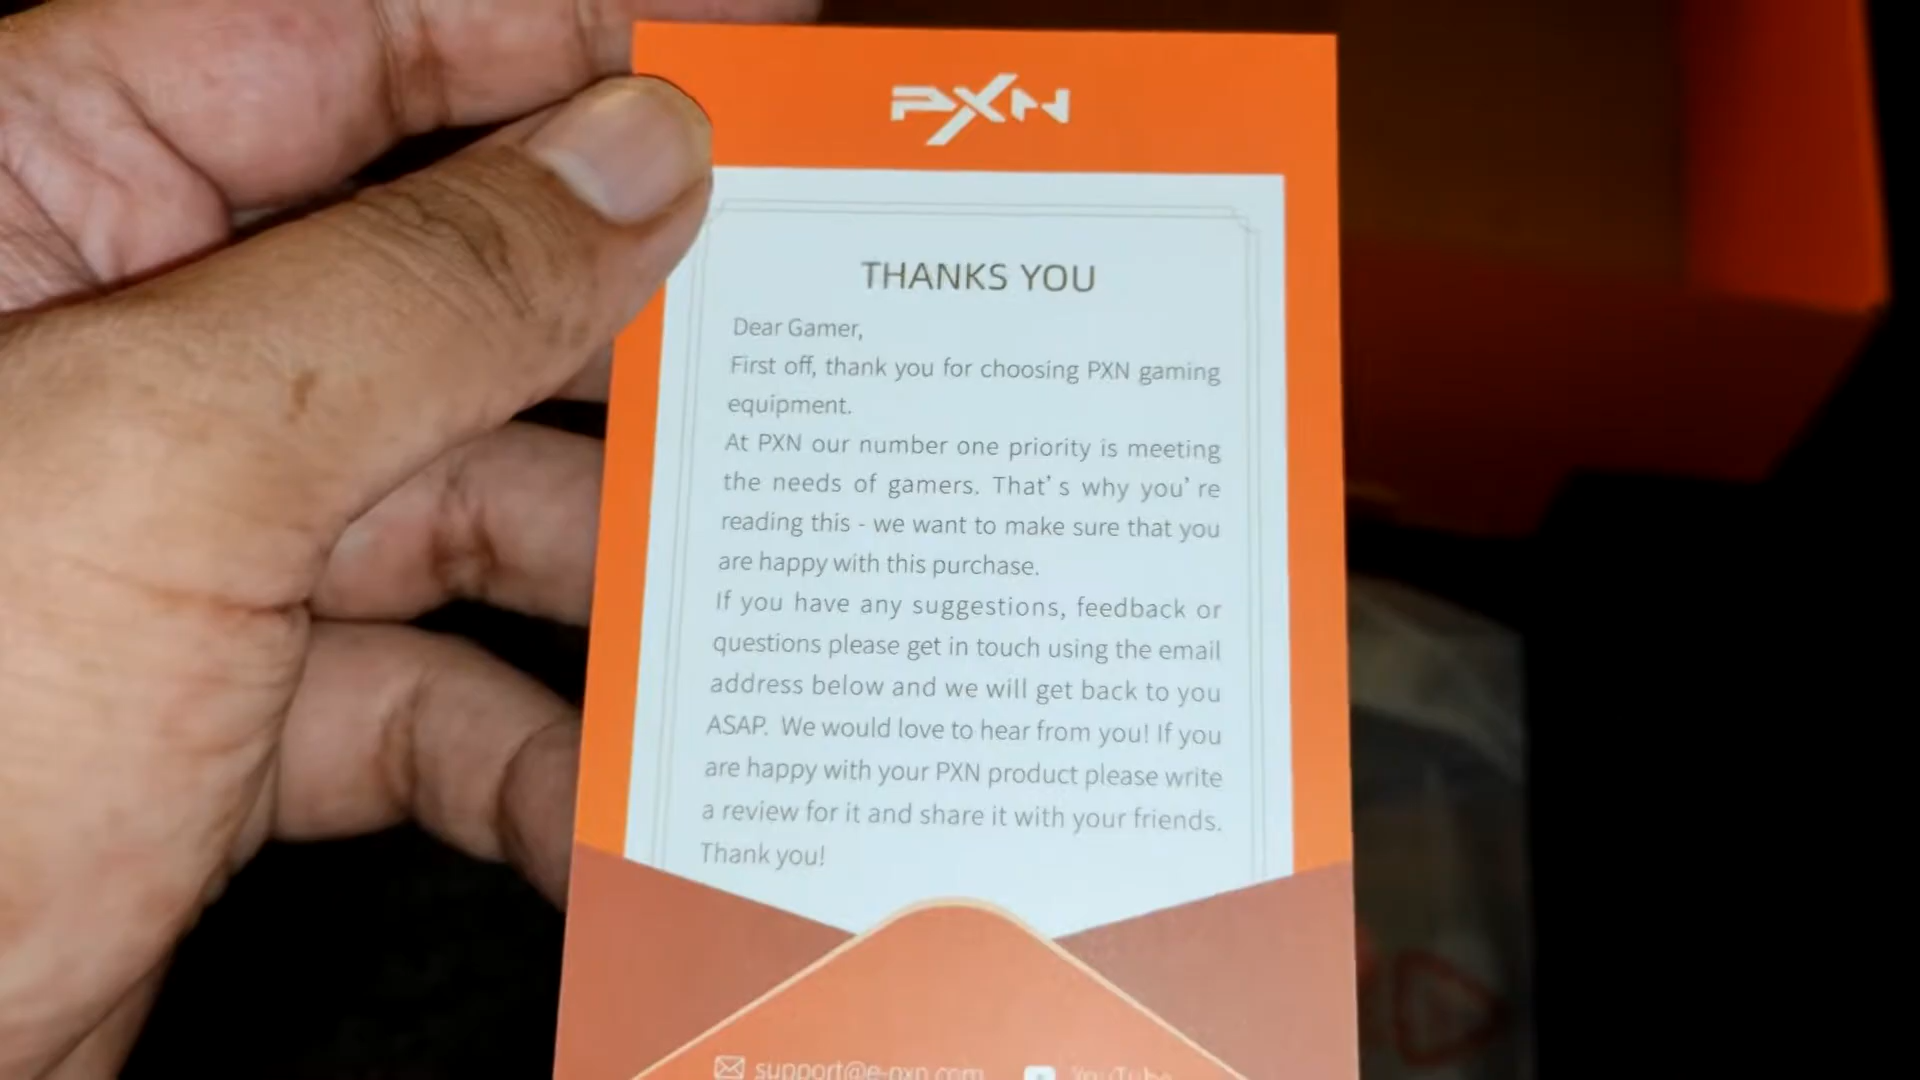 PXN
THANKS YOU
Dear Gamer,
First off, thank you for choosing PXN gaming
equipment.
At PXN our number one priority is meeting
the needs of gamers. That's why you're
reading this - we want to make sure that you
are happy with this purchase.
If you have any suggestions, feedback or
questions please get in touch using the email
address below and we will get back to you
ASAP. We would love to hear from you! If you
are happy with your PXN product please write
a review for it and share it with your friends.
Thank you!
support@e-pxn.com YouTube